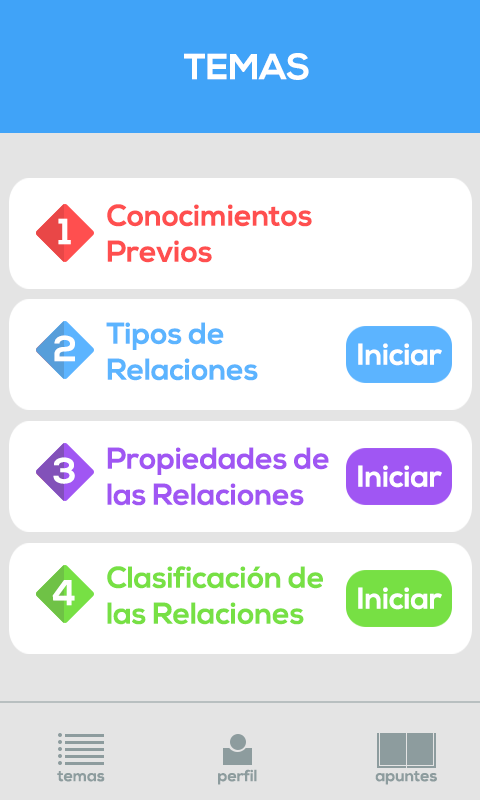 TEMAS
1
Conocimientos
Previos
2
Tipos de
Relaciones
Iniciar
3
Propiedades de
las Relaciones
Iniciar
4
Clasificación de
las Relaciones
Iniciar
temas
perfil
apuntes